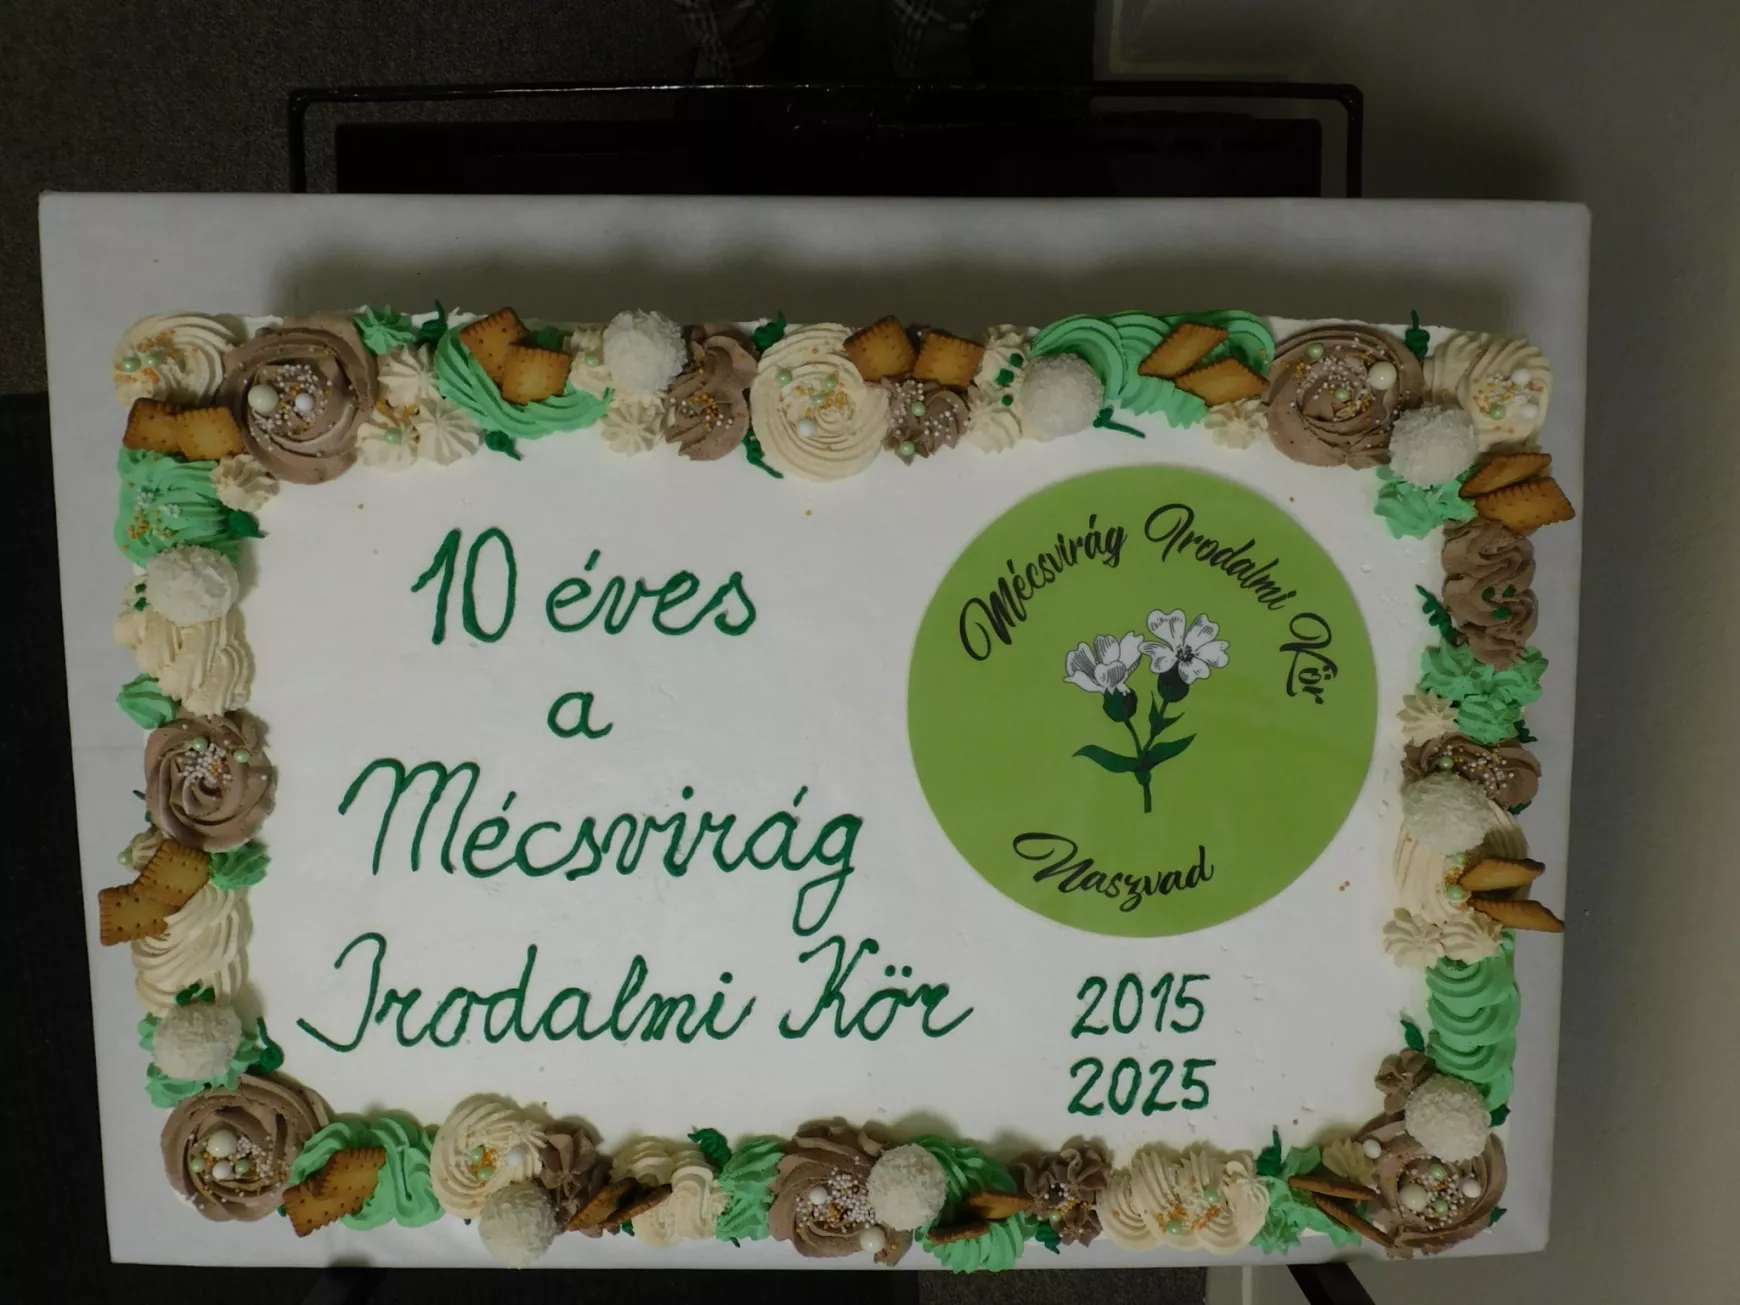 10 éves
a
Mécsvirág
Irodalmi Kör
Mécsvirág Irodalmi Kör
Naszvad
2015
2025